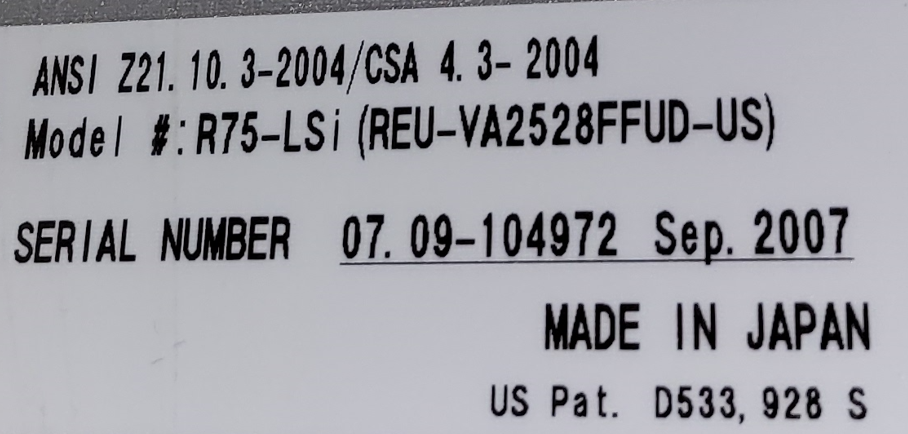 ANSI Z21.10.3-2004/CSA 4.3-2004
Model #:R75-LSi (REU-VA2528FFUD-US)
SERIAL NUMBER 07.09-104972 Sep. 2007
MADE IN JAPAN
US Pat. D533,928 S